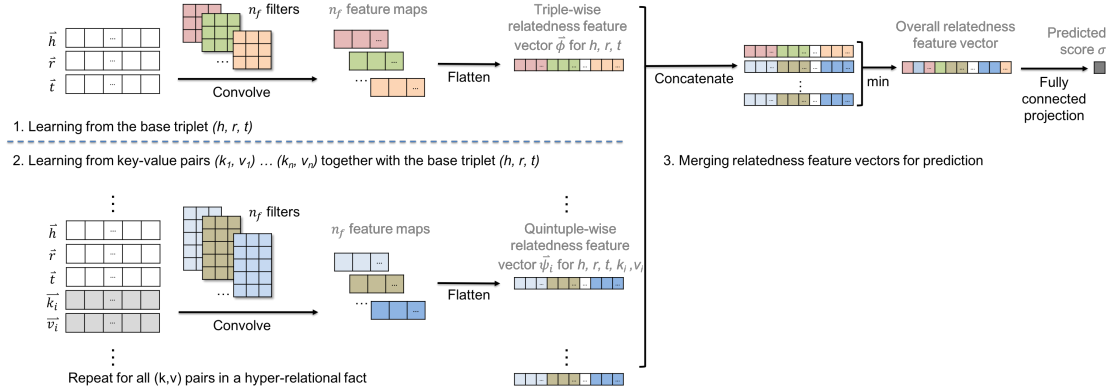 n_f filters
n_f feature maps
Triple-wise
relatedness feature
vector ϕ⃗ for h, r, t
h⃗
r⃗
t⃗
...
Convolve
Flatten
Concatenate
min
Overall relatedness
feature vector
Predicted
score σ
Fully
connected
projection
1. Learning from the base triplet (h, r, t)
2. Learning from key-value pairs (k₁, v₁) … (kₙ, vₙ) together with the base triplet (h, r, t)
3. Merging relatedness feature vectors for prediction
n_f filters
n_f feature maps
Quintuple-wise
relatedness feature
vector ψ⃗ᵢ for h, r, t, kᵢ ,vᵢ
h⃗
r⃗
t⃗
k⃗ᵢ
v⃗ᵢ
...
Convolve
Flatten
Repeat for all (k,v) pairs in a hyper-relational fact